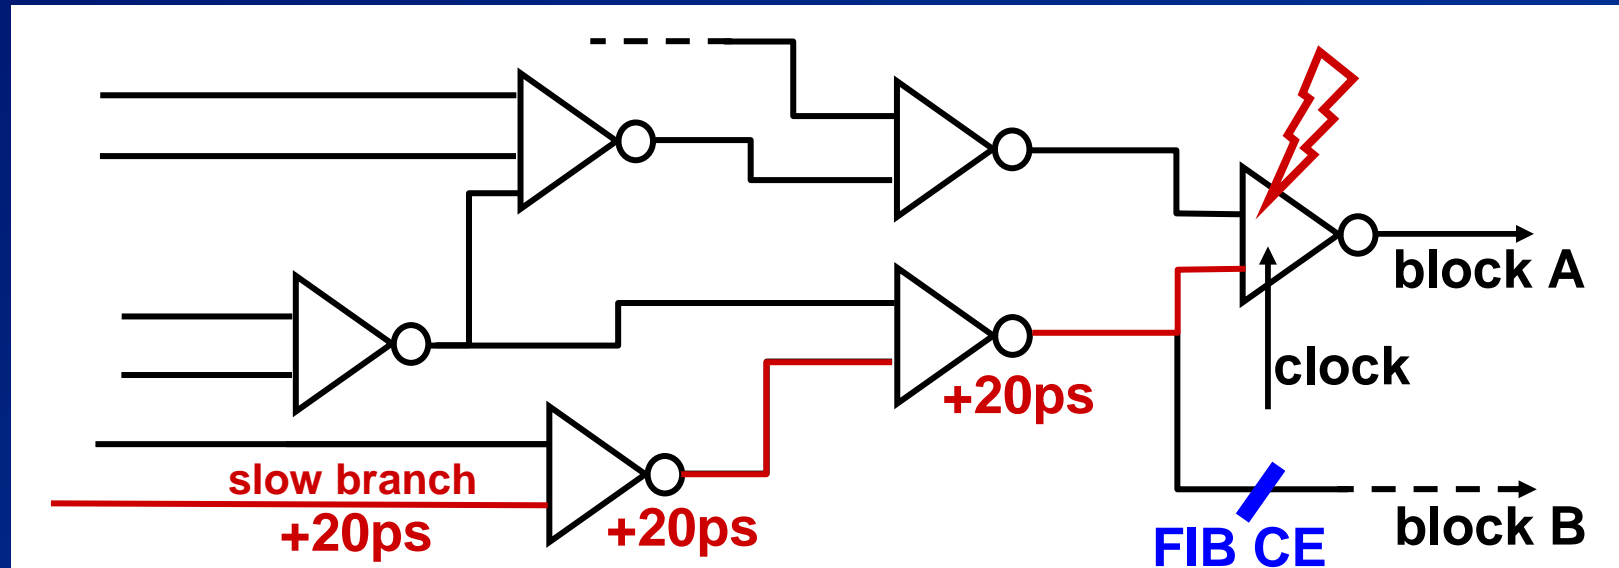 block A
clock
+20ps
slow branch
+20ps
+20ps
FIB CE
block B